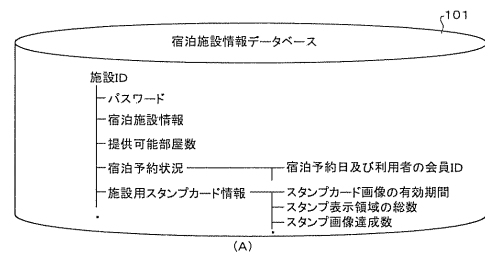 101
宿泊施設情報データベース
施設ID
パスワード
宿泊施設情報
提供可能部屋数
宿泊予約状況 宿泊予約日及び利用者の会員ID
施設用スタンプカード情報 スタンプカード画像の有効期間
スタンプ表示領域の総数
スタンプ画像達成数
(A)